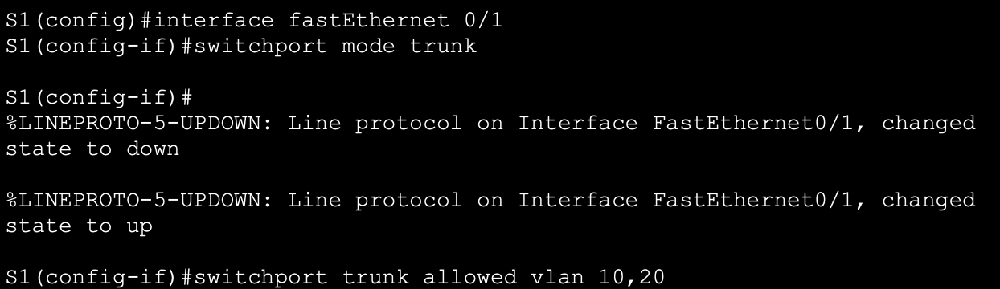 S1(config)#interface fastEthernet 0/1
S1(config-if)#switchport mode trunk
S1(config-if)#
%LINEPROTO-5-UPDOWN: Line protocol on Interface FastEthernet0/1, changed
state to down
%LINEPROTO-5-UPDOWN: Line protocol on Interface FastEthernet0/1, changed
state to up
S1(config-if)#switchport trunk allowed vlan 10,20